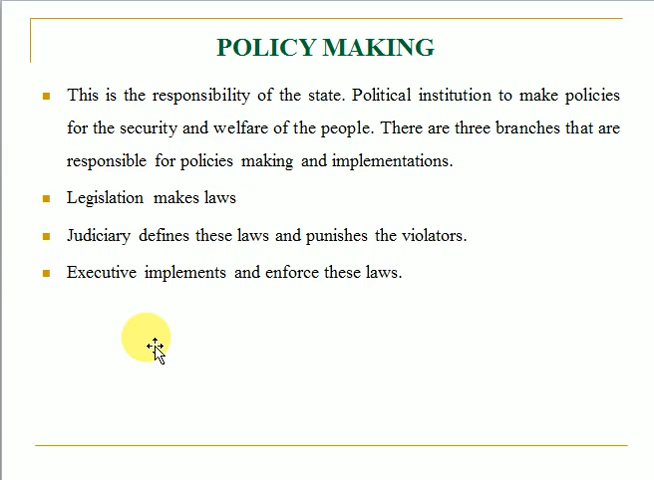 POLICY MAKING
This is the responsibility of the state. Political institution to make policies
for the security and welfare of the people. There are three branches that are
responsible for policies making and implementations.
Legislation makes laws
Judiciary defines these laws and punishes the violators.
Executive implements and enforce these laws.